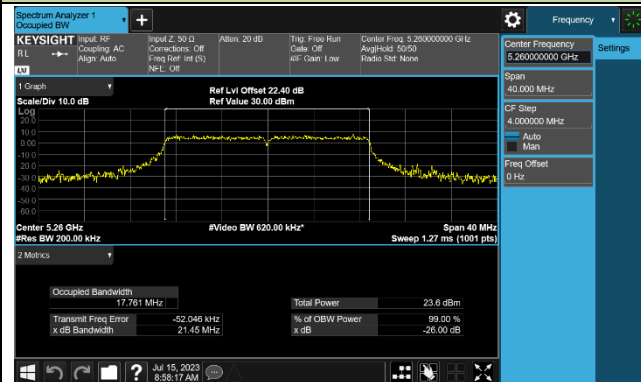 Spectrum Analyzer 1
Occupied BW
+
Frequency
KEYSIGHT
RL
LXI
Input: RF
Coupling: AC
Align: Auto
Input Z: 50 Ω
Corrections: Off
Freq Ref: Int (S)
NFE: Off
Atten: 20 dB
Trig: Free Run
Gate: Off
#IF Gain: Low
Center Freq: 5.260000000 GHz
Avg|Hold: 50/50
Radio Std: None
Center Frequency
5.260000000 GHz
Settings
Span
40.000 MHz
CF Step
4.000000 MHz
Auto
Man
Freq Offset
0 Hz
1 Graph
Scale/Div 10.0 dB
Ref Lvl Offset 22.40 dB
Ref Value 30.00 dBm
Log
20.0
10.0
0.00
-10.0
-20.0
-30.0
-40.0
-50.0
-60.0
Center 5.26 GHz
#Res BW 200.00 kHz
#Video BW 620.00 kHz*
Span 40 MHz
Sweep 1.27 ms (1001 pts)
2 Metrics
Occupied Bandwidth
17.761 MHz
Transmit Freq Error -52.046 kHz
x dB Bandwidth 21.45 MHz
Total Power 23.6 dBm
% of OBW Power 99.00 %
x dB -26.00 dB
?
Jul 15, 2023
8:58:17 AM